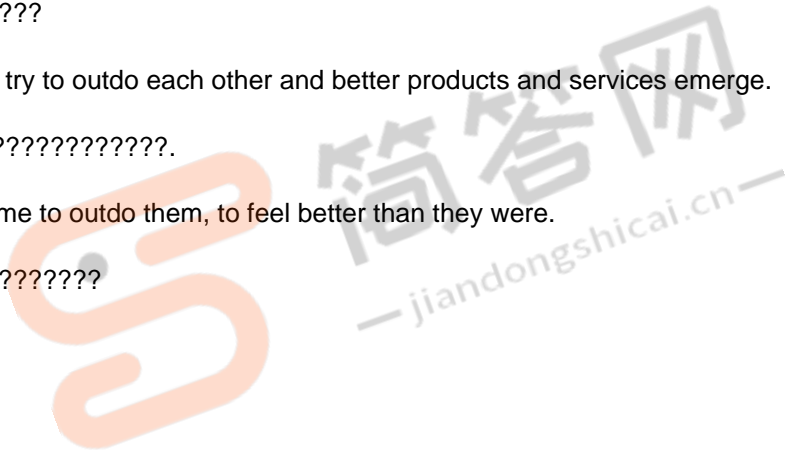 ????
try to outdo each other and better products and services emerge.
????????????.
me to outdo them, to feel better than they were.
???????
简答网
jiandongshicai.cn